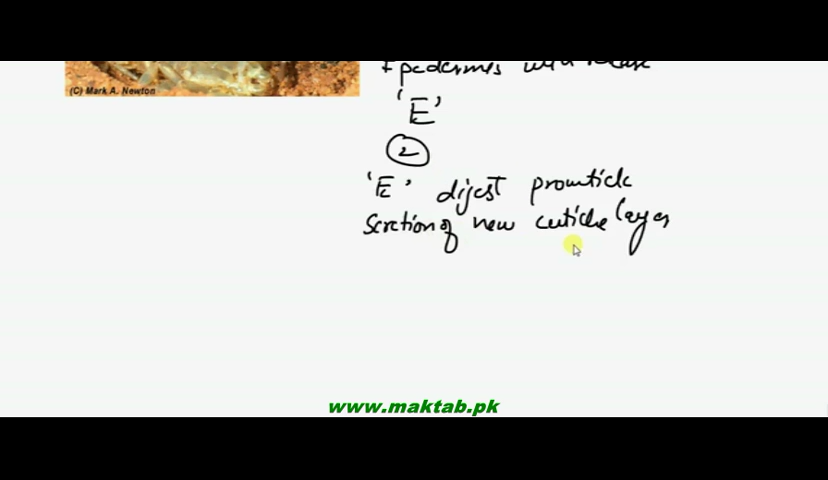 (C) Mark A. Newton
Epidermis will release
'E'
2
'E' digest procuticle
Secretion of new cuticle layer
www.maktab.pk